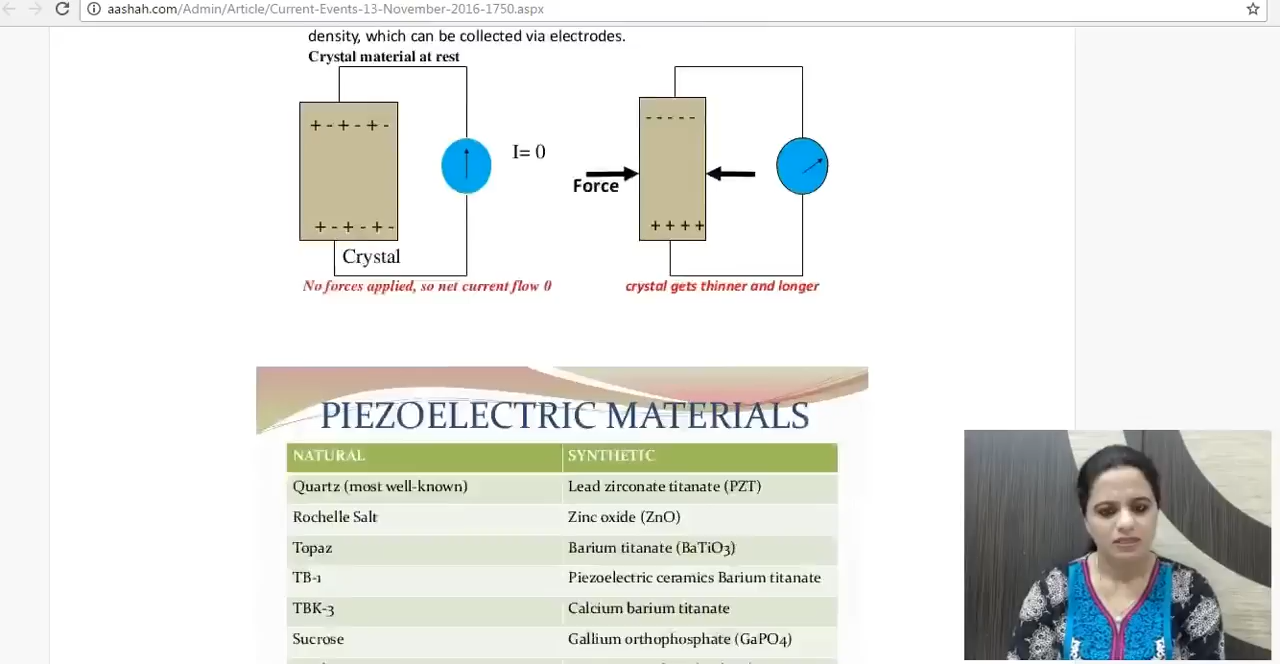 aashah.com/Admin/Article/Current-Events-13-November-2016-1750.aspx
density, which can be collected via electrodes.
Crystal material at rest
+ - + - + -
- - - - -
I= 0
Force
+ - + - + -
+ + + +
Crystal
No forces applied, so net current flow 0
crystal gets thinner and longer
PIEZOELECTRIC MATERIALS
NATURAL SYNTHETIC
Quartz (most well-known) Lead zirconate titanate (PZT)
Rochelle Salt Zinc oxide (ZnO)
Topaz Barium titanate (BaTiO3)
TB-1 Piezoelectric ceramics Barium titanate
TBK-3 Calcium barium titanate
Sucrose Gallium orthophosphate (GaPO4)